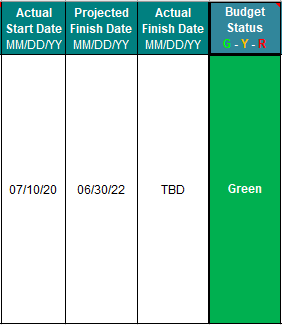 Actual
Start Date
MM/DD/YY
Projected
Finish Date
MM/DD/YY
Actual
Finish Date
MM/DD/YY
Budget
Status
G - Y - R
07/10/20
06/30/22
TBD
Green